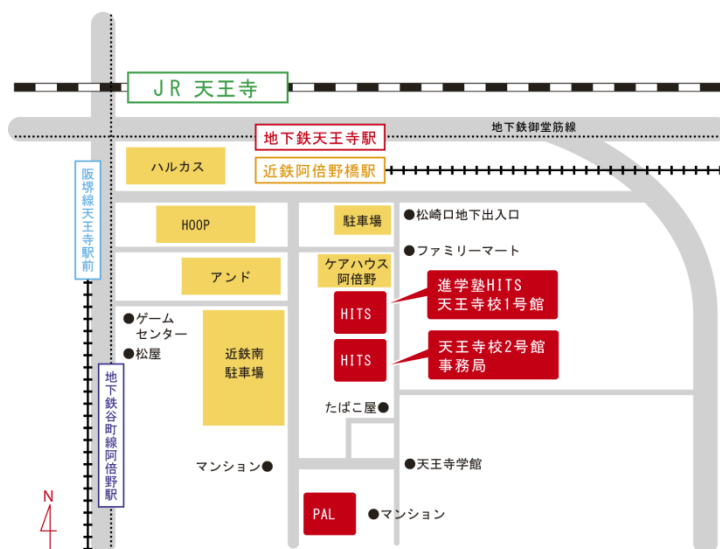 JR 天王寺
地下鉄御堂筋線
地下鉄天王寺駅
ハルカス
近鉄阿倍野橋駅
阪堺線天王寺駅前
HOOP
駐車場
●松崎口地下出入口
●ファミリーマート
アンド
ケアハウス
阿倍野
進学塾HITS
天王寺校1号館
HITS
●ゲーム
センター
●松屋
近鉄南
駐車場
HITS
天王寺校2号館
事務局
地下鉄谷町線阿倍野駅
たばこ屋●
マンション●
●天王寺学館
N
PAL
●マンション